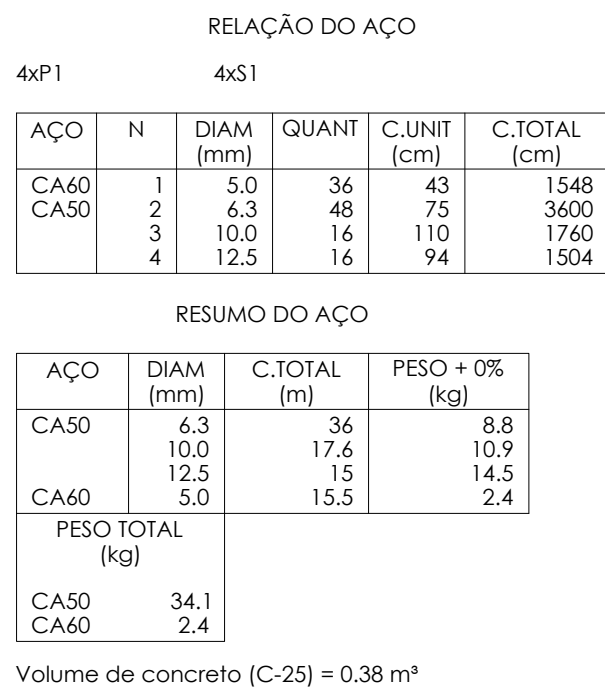 RELAÇÃO DO AÇO
4xP1 4xS1
AÇO N DIAM QUANT C.UNIT C.TOTAL
(mm) (cm) (cm)
CA60 1 5.0 36 43 1548
CA50 2 6.3 48 75 3600
3 10.0 16 110 1760
4 12.5 16 94 1504
RESUMO DO AÇO
AÇO DIAM C.TOTAL PESO + 0%
(mm) (m) (kg)
CA50 6.3 36 8.8
10.0 17.6 10.9
12.5 15 14.5
CA60 5.0 15.5 2.4
PESO TOTAL
(kg)
CA50 34.1
CA60 2.4
Volume de concreto (C-25) = 0.38 m³